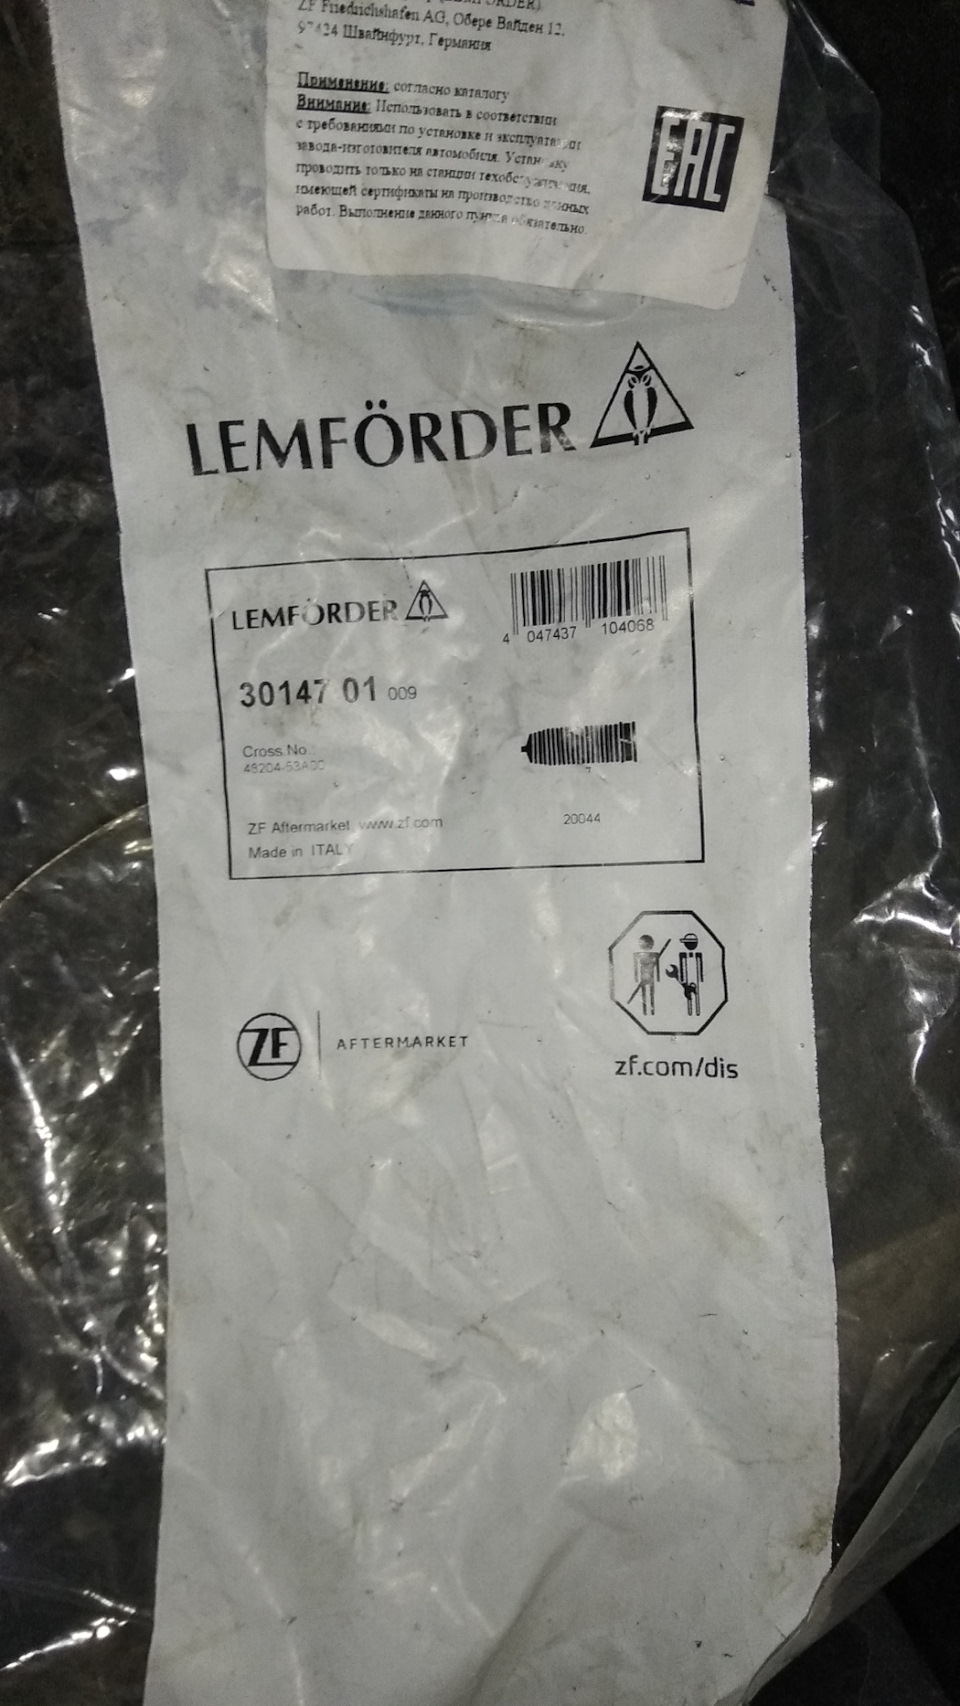 ZF Friedrichshafen AG, Обере Вайден 12,
Швайнфурт, Германия
Применение: согласно каталогу
Внимание: Использовать в соответствии
с требованиями по установке и эксплуатации
завода-изготовителя автомобиля. Установку
проводить только на станции техобслуживания,
имеющей сертификаты на производство данных
работ. Выполнение данного пункта обязательно.
EAC
LEMFÖRDER
LEMFÖRDER
4 047437 104068
30147 01 009
Cross No.:
7
ZF Aftermarket, www.zf.com
20044
Made in ITALY
ZF AFTERMARKET
zf.com/dis